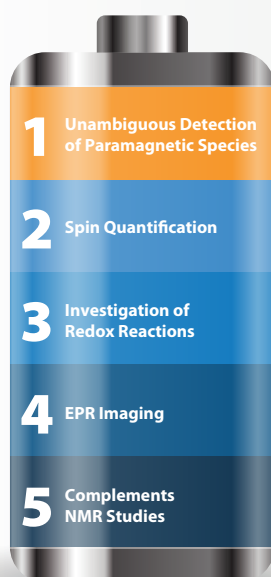 1
Unambiguous Detection
of Paramagnetic Species
2
Spin Quantification
3
Investigation of
Redox Reactions
4
EPR Imaging
5
Complements
NMR Studies